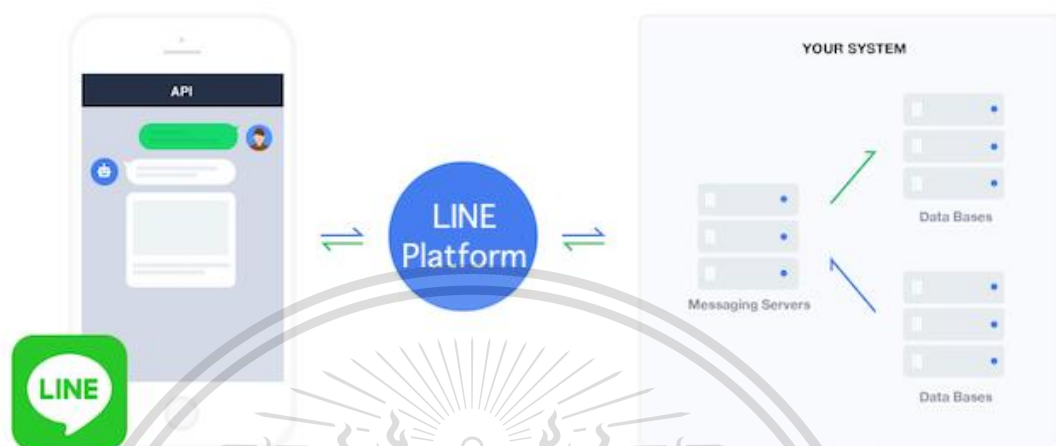 API
LINE
LINE
Platform
YOUR SYSTEM
Messaging Servers
Data Bases
Data Bases